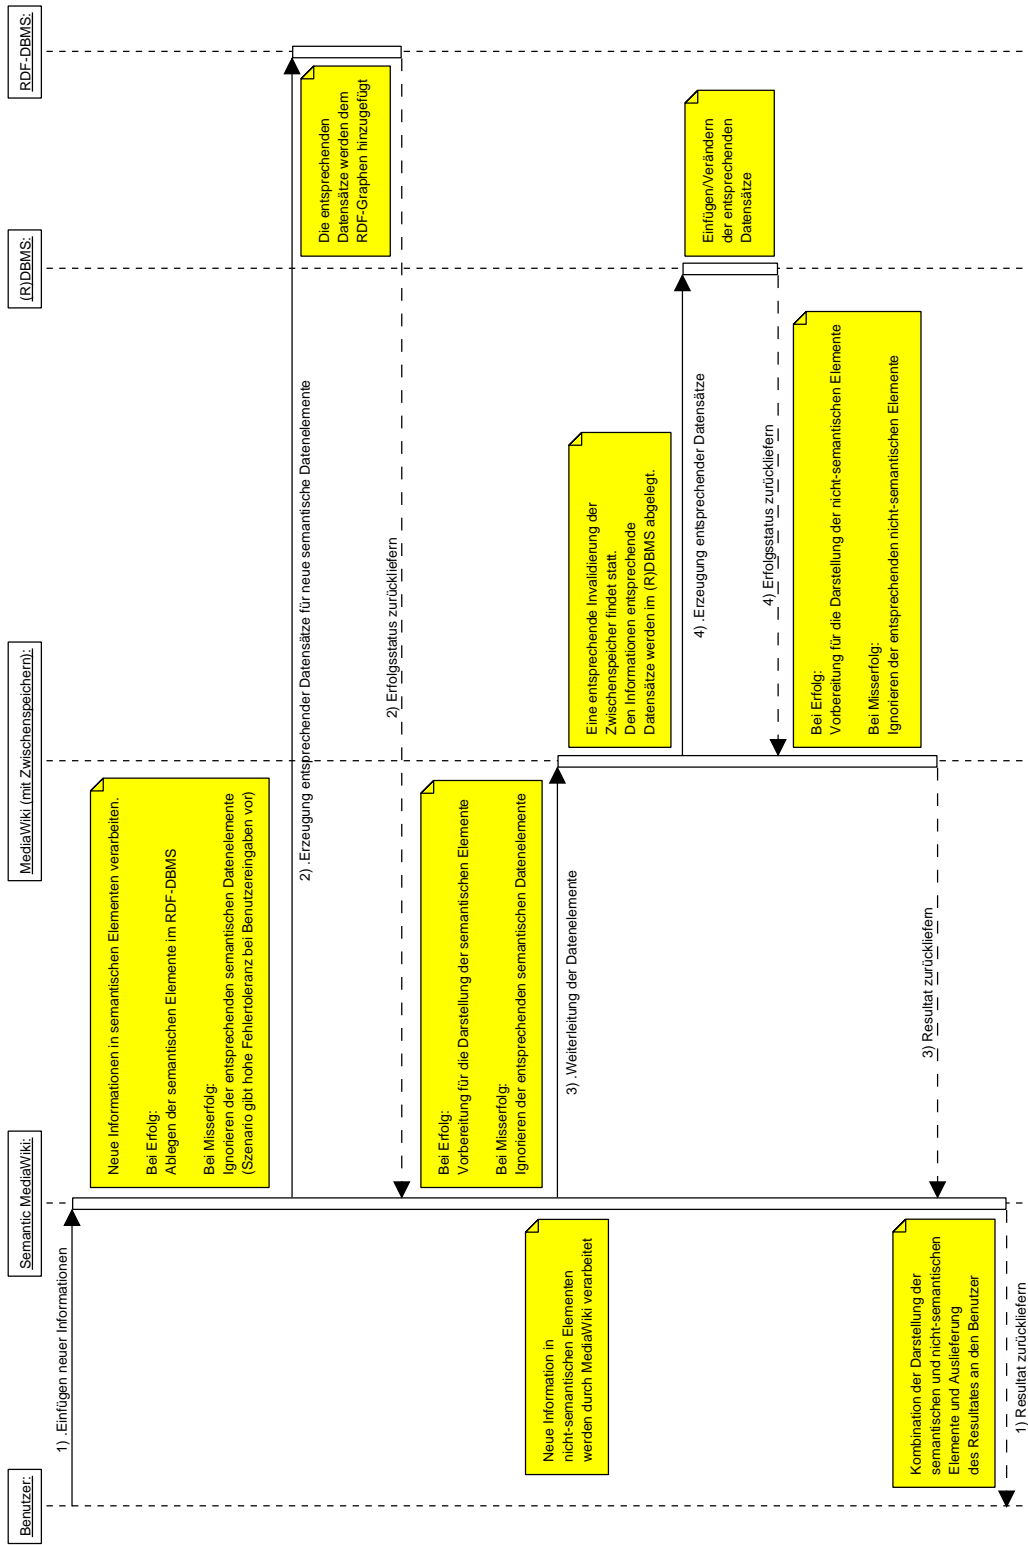 Benutzer:
Semantic MediaWiki:
MediaWiki (mit Zwischenspeichern):
(R)DBMS:
RDF-DBMS:
1) .Einfügen neuer Informationen
Neue Informationen in semantischen Elementen verarbeiten.
Bei Erfolg:
Ablegen der semantischen Elemente im RDF-DBMS
Bei Misserfolg:
Ignorieren der entsprechenden semantischen Datenelemente
(Szenario gibt hohe Fehlertoleranz bei Benutzereingaben vor)
2) .Erzeugung entsprechender Datensätze für neue semantische Datenelemente
Die entsprechenden
Datensätze werden dem
RDF-Graphen hinzugefügt
2) Erfolgsstatus zurückliefern
Bei Erfolg:
Vorbereitung für die Darstellung der semantischen Elemente
Bei Misserfolg:
Ignorieren der entsprechenden semantischen Datenelemente
Neue Information in
nicht-semantischen Elementen
werden durch MediaWiki verarbeitet
3) .Weiterleitung der Datenelemente
Eine entsprechende Invalidierung der
Zwischenspeicher findet statt.
Den Informationen entsprechende
Datensätze werden im (R)DBMS abgelegt.
4) .Erzeugung entsprechender Datensätze
Einfügen/Verändern
der entsprechenden
Datensätze
4) Erfolgsstatus zurückliefern
Bei Erfolg:
Vorbereitung für die Darstellung der nicht-semantischen Elemente
Bei Misserfolg:
Ignorieren der entsprechenden nicht-semantischen Elemente
3) Resultat zurückliefern
Kombination der Darstellung der
semantischen und nicht-semantischen
Elemente und Auslieferung
des Resultates an den Benutzer
1) Resultat zurückliefern